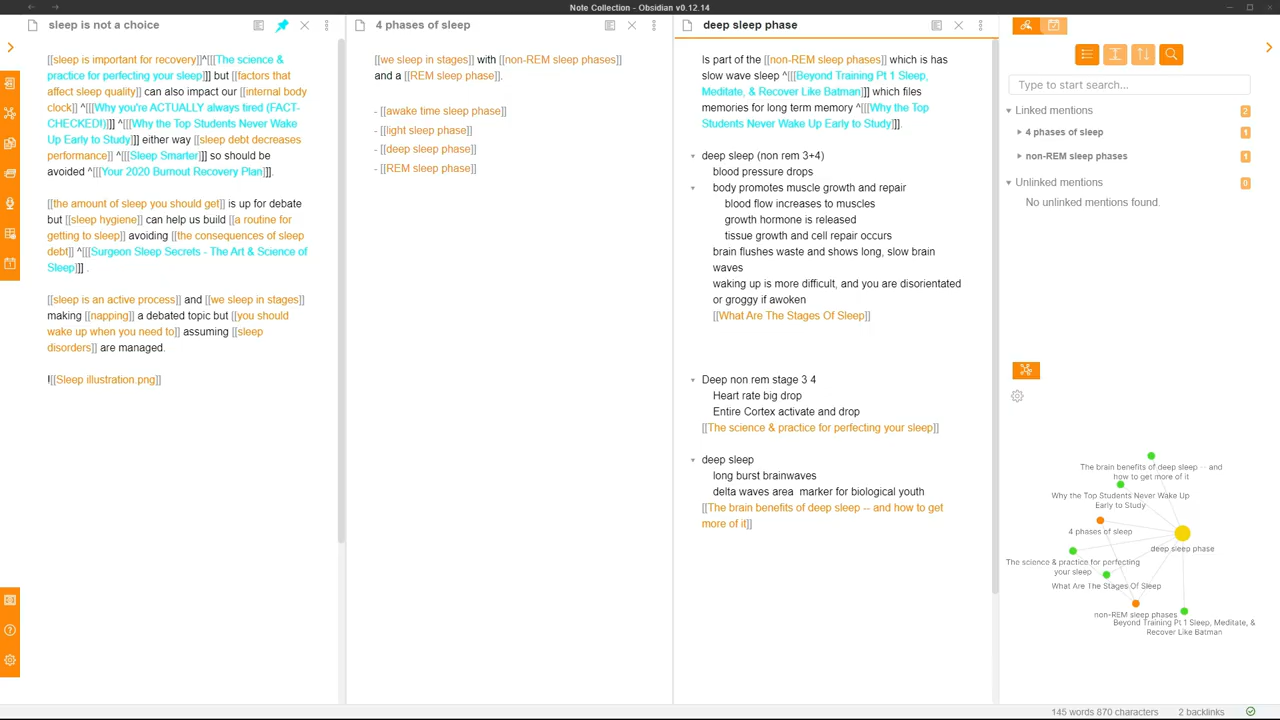 Note Collection - Obsidian v0.12.14
sleep is not a choice
[[sleep is important for recovery]]^[[[The science &
practice for perfecting your sleep]]] but [[factors that
affect sleep quality]] can also impact our [[internal body
clock]] ^[[[Why you're ACTUALLY always tired (FACT-
CHECKED!)]]] ^[[[Why the Top Students Never Wake
Up Early to Study]]] either way [[sleep debt decreases
performance]] ^[[[Sleep Smarter]]] so should be
avoided ^[[[Your 2020 Burnout Recovery Plan]]].
[[the amount of sleep you should get]] is up for debate
but [[sleep hygiene]] can help us build [[a routine for
getting to sleep]] avoiding [[the consequences of sleep
debt]] ^[[[Surgeon Sleep Secrets - The Art & Science of
Sleep]]] .
[[sleep is an active process]] and [[we sleep in stages]]
making [[napping]] a debated topic but [[you should
wake up when you need to]] assuming [[sleep
disorders]] are managed.
![[Sleep illustration.png]]
4 phases of sleep
[[we sleep in stages]] with [[non-REM sleep phases]]
and a [[REM sleep phase]].
- [[awake time sleep phase]]
- [[light sleep phase]]
- [[deep sleep phase]]
- [[REM sleep phase]]
deep sleep phase
Is part of the [[non-REM sleep phases]] which is has
slow wave sleep ^[[[Beyond Training Pt 1 Sleep,
Meditate, & Recover Like Batman]]] which files
memories for long term memory ^[[[Why the Top
Students Never Wake Up Early to Study]]].
deep sleep (non rem 3+4)
blood pressure drops
body promotes muscle growth and repair
blood flow increases to muscles
growth hormone is released
tissue growth and cell repair occurs
brain flushes waste and shows long, slow brain
waves
waking up is more difficult, and you are disorientated
or groggy if awoken
[[What Are The Stages Of Sleep]]
Deep non rem stage 3 4
Heart rate big drop
Entire Cortex activate and drop
[[The science & practice for perfecting your sleep]]
deep sleep
long burst brainwaves
delta waves area  marker for biological youth
[[The brain benefits of deep sleep -- and how to get
more of it]]
Type to start search...
Linked mentions 2
4 phases of sleep 1
non-REM sleep phases 1
Unlinked mentions 0
No unlinked mentions found.
The brain benefits of deep sleep -- and
how to get more of it
Why the Top Students Never Wake Up
Early to Study
4 phases of sleep
deep sleep phase
The science & practice for perfecting
your sleep
What Are The Stages Of Sleep
non-REM sleep phases
Beyond Training Pt 1 Sleep, Meditate, &
Recover Like Batman
145 words 870 characters 2 backlinks